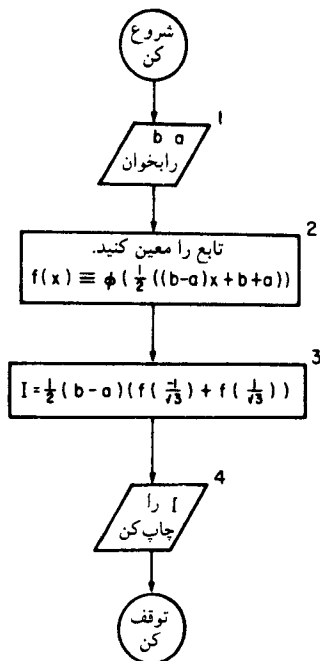 شروع
کن
1
b a
رابخوان
2
تابع را معین کنید.
f(x) ≡ φ(½((b-a)x+b+a))
3
I=½(b-a)(f(-1/√3)+f(1/√3))
4
I را
چاپ کن
توقف
کن